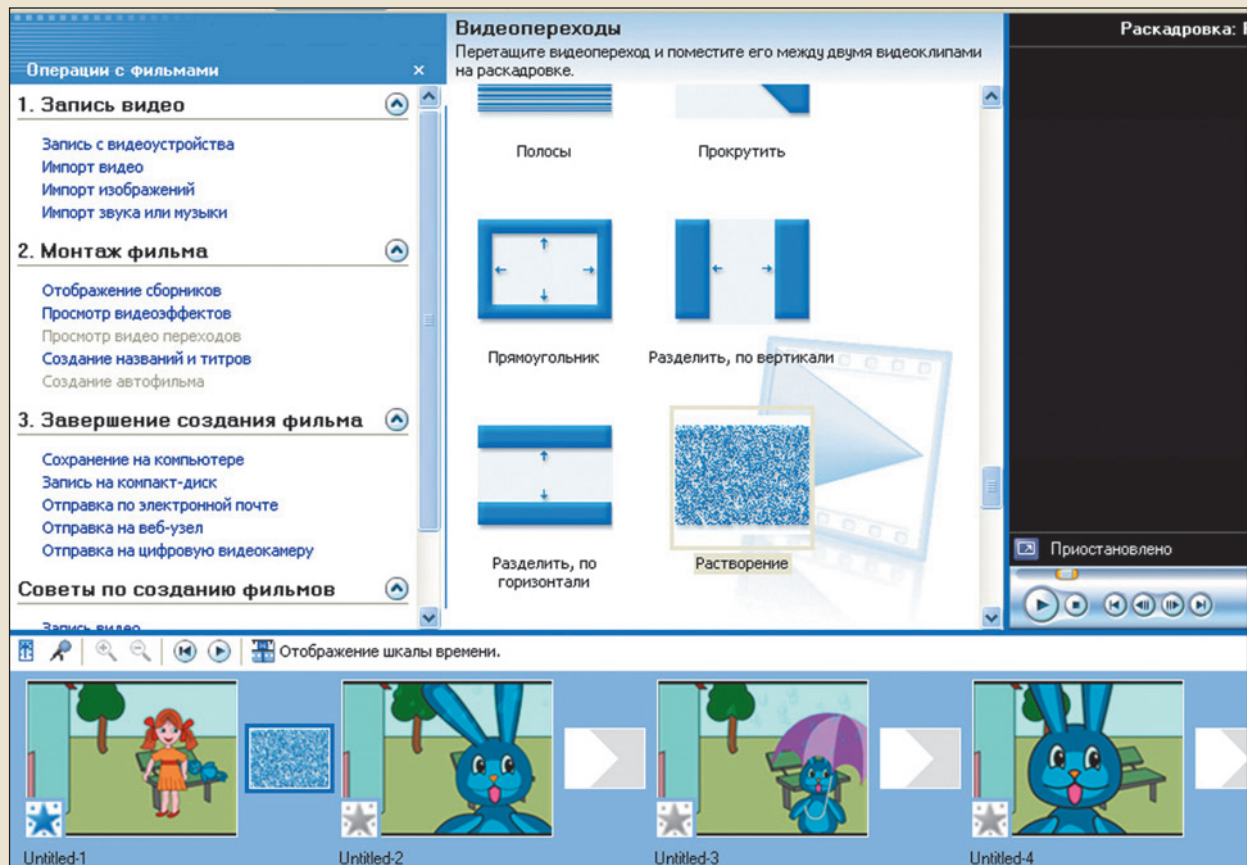 Операции с фильмами
1. Запись видео
Запись с видеоустройства
Импорт видео
Импорт изображений
Импорт звука или музыки
2. Монтаж фильма
Отображение сборников
Просмотр видеоэффектов
Просмотр видео переходов
Создание названий и титров
Создание автофильма
3. Завершение создания фильма
Сохранение на компьютере
Запись на компакт-диск
Отправка по электронной почте
Отправка на веб-узел
Отправка на цифровую видеокамеру
Советы по созданию фильмов
Запись видео
Видеопереходы
Перетащите видеопереход и поместите его между двумя видеоклипами
на раскадровке.
Полосы
Прокрутить
Прямоугольник
Разделить, по вертикали
Разделить, по
горизонтали
Растворение
Раскадровка:
Приостановлено
Отображение шкалы времени.
Untitled-1
Untitled-2
Untitled-3
Untitled-4